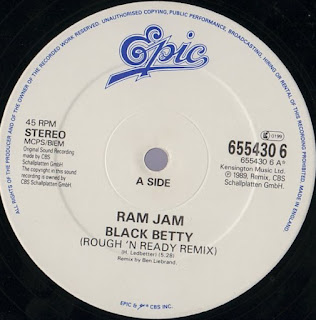 ALL RIGHTS OF THE PRODUCER AND OF THE OWNER OF THE RECORDED WORK RESERVED. UNAUTHORISED COPYING, PUBLIC PERFORMANCE, BROADCASTING, HIRING OR RENTAL OF THIS RECORDING PROHIBITED. MADE IN ENGLAND.
Epic
45 RPM
STEREO
MCPS/BIEM
Original Sound Recording
made by CBS
Schallplatten GmbH
The copyright in this
sound recording is
owned by CBS
Schallplatten GmbH.
655430 6
655430 6 A
Kensington Music Ltd.
℗ 1989, Remix, CBS
Schallplatten GmbH
A SIDE
RAM JAM
BLACK BETTY
(ROUGH 'N READY REMIX)
(H. Ledbetter) (5.28)
Remix by Ben Liebrand.
EPIC & CBS INC.